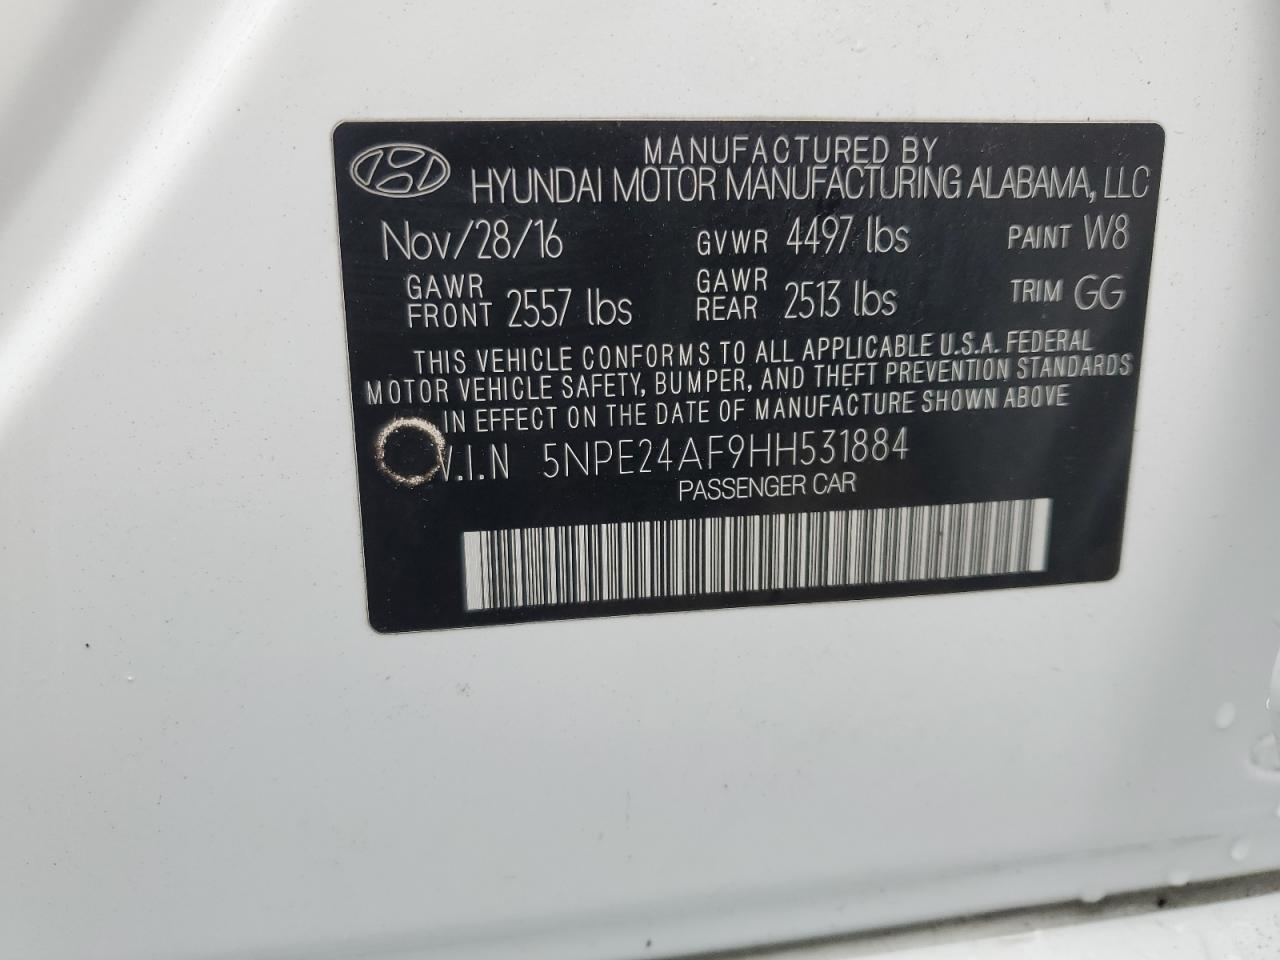 MANUFACTURED BY
HYUNDAI MOTOR MANUFACTURING ALABAMA, LLC
Nov/28/16 GVWR 4497 lbs PAINT W8
GAWR FRONT 2557 lbs GAWR REAR 2513 lbs TRIM GG
THIS VEHICLE CONFORMS TO ALL APPLICABLE U.S.A. FEDERAL
MOTOR VEHICLE SAFETY, BUMPER, AND THEFT PREVENTION STANDARDS
IN EFFECT ON THE DATE OF MANUFACTURE SHOWN ABOVE
V.I.N 5NPE24AF9HH531884
PASSENGER CAR